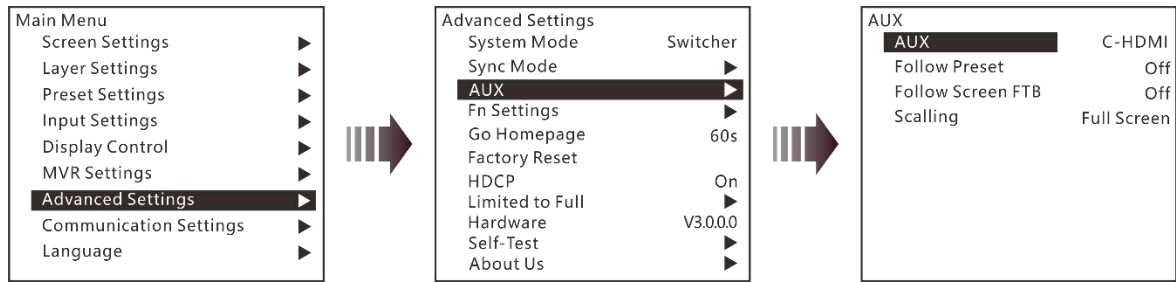 Main Menu
Screen Settings
Layer Settings
Preset Settings
Input Settings
Display Control
MVR Settings
Advanced Settings
Communication Settings
Language
Advanced Settings
System Mode Switcher
Sync Mode
AUX
Fn Settings
Go Homepage 60s
Factory Reset
HDCP On
Limited to Full
Hardware V3.0.0.0
Self-Test
About Us
AUX
AUX C-HDMI
Follow Preset Off
Follow Screen FTB Off
Scalling Full Screen